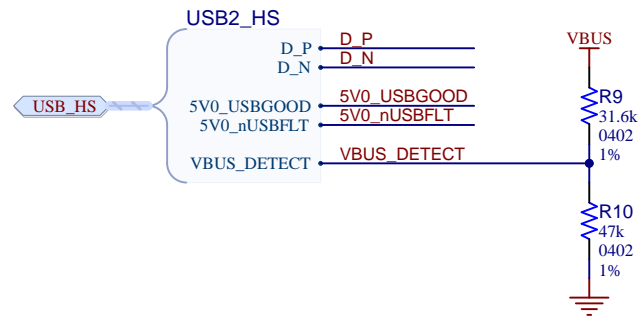 USB2_HS
D_P
D_P
D_N
D_N
VBUS
USB_HS
5V0_USBGOOD
5V0_USBGOOD
5V0_nUSBFLT
5V0_nUSBFLT
R9
31.6k
0402
1%
VBUS_DETECT
VBUS_DETECT
R10
47k
0402
1%